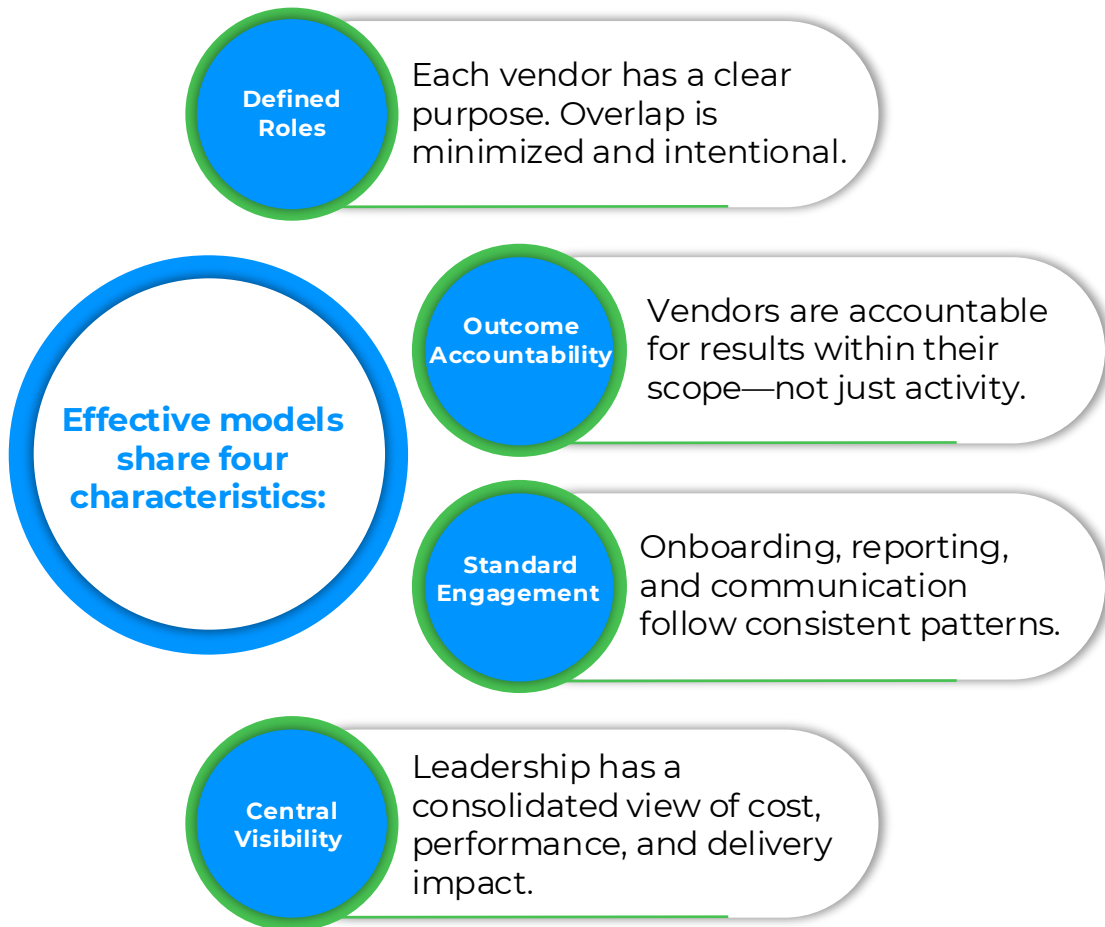 Defined
Roles
Each vendor has a clear
purpose. Overlap is
minimized and intentional.
Effective models
share four
characteristics:
Outcome
Accountability
Vendors are accountable
for results within their
scope—not just activity.
Standard
Engagement
Onboarding, reporting,
and communication
follow consistent patterns.
Central
Visibility
Leadership has a
consolidated view of cost,
performance, and delivery
impact.